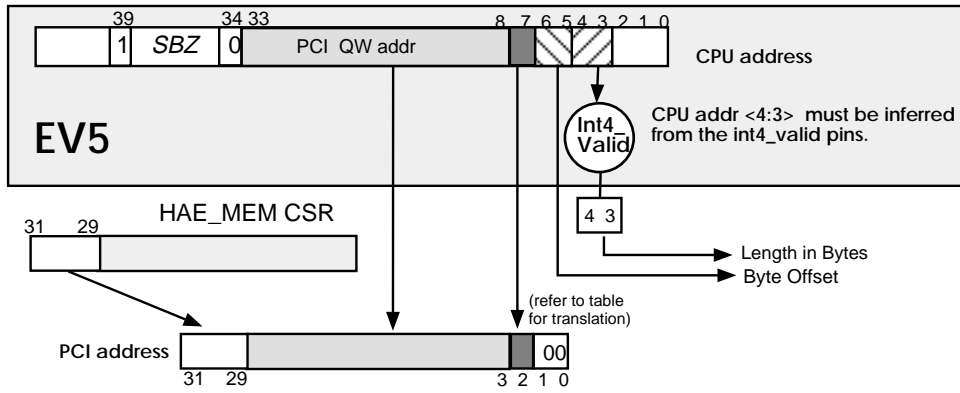 39 34 33 8 7 6 5 4 3 2 1 0
1 SBZ 0 PCI QW addr
CPU address
EV5
Int4_
Valid
CPU addr <4:3> must be inferred
from the int4_valid pins.
4 3
HAE_MEM CSR
31 29
Length in Bytes
Byte Offset
(refer to table
for translation)
PCI address
00
31 29 3 2 1 0